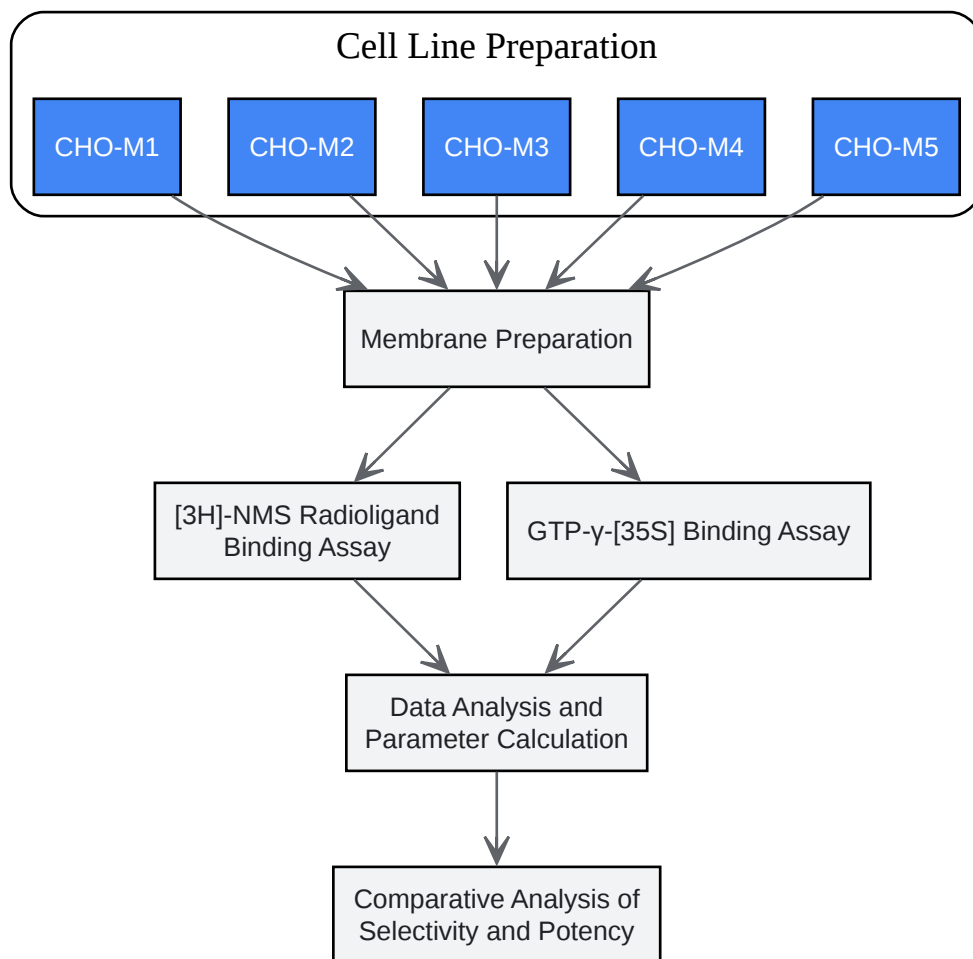 Cell Line Preparation
CHO-M1
CHO-M2
CHO-M3
CHO-M4
CHO-M5
Membrane Preparation
[3H]-NMS Radioligand
Binding Assay
GTP-γ-[35S] Binding Assay
Data Analysis and
Parameter Calculation
Comparative Analysis of
Selectivity and Potency